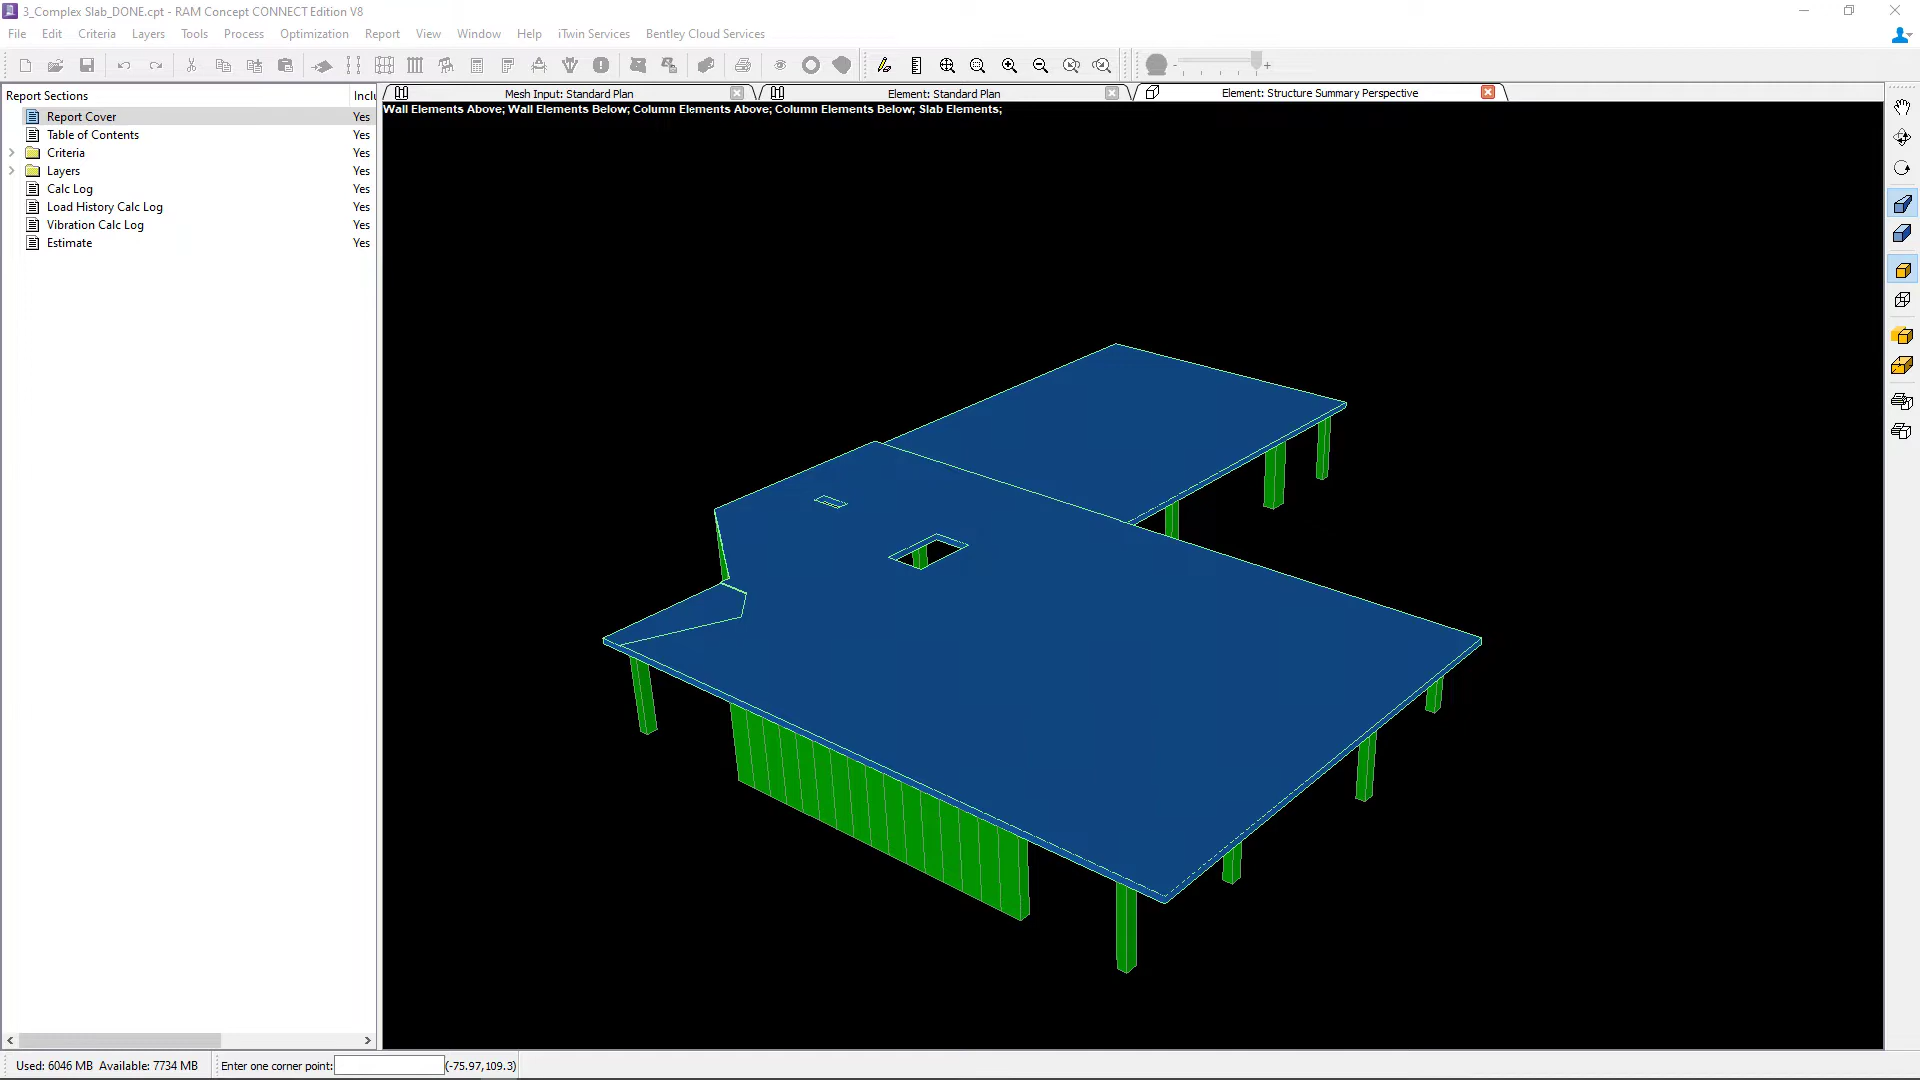 3_Complex Slab_DONE.cpt - RAM Concept CONNECT Edition V8
File Edit Criteria Layers Tools Process Optimization Report View Window Help iTwin Services Bentley Cloud Services
- +
Report Sections
Report Cover Yes
Table of Contents Yes
Criteria Yes
Layers Yes
Calc Log Yes
Load History Calc Log Yes
Vibration Calc Log Yes
Estimate Yes
Mesh Input: Standard Plan Element: Standard Plan Element: Structure Summary Perspective
Wall Elements Above; Wall Elements Below; Column Elements Above; Column Elements Below; Slab Elements;
Used: 6046 MB Available: 7734 MB Enter one corner point: (-75.97,109.3)